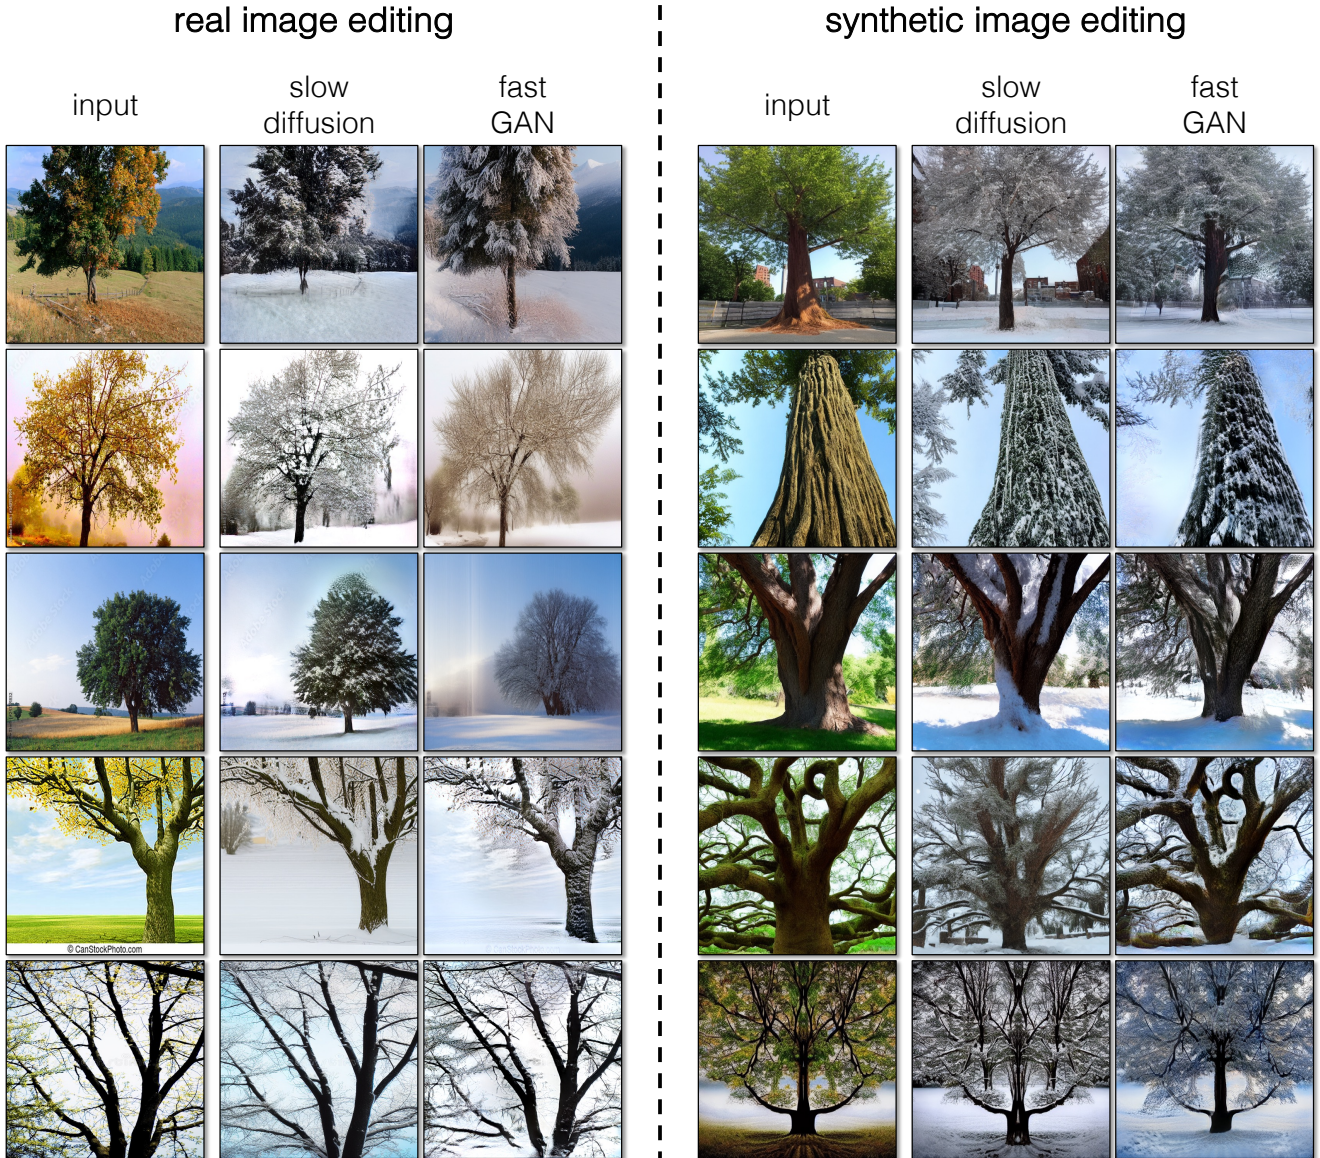 real image editing
synthetic image editing
input
slow
diffusion
fast
GAN
input
slow
diffusion
fast
GAN
© CanStockPhoto.com